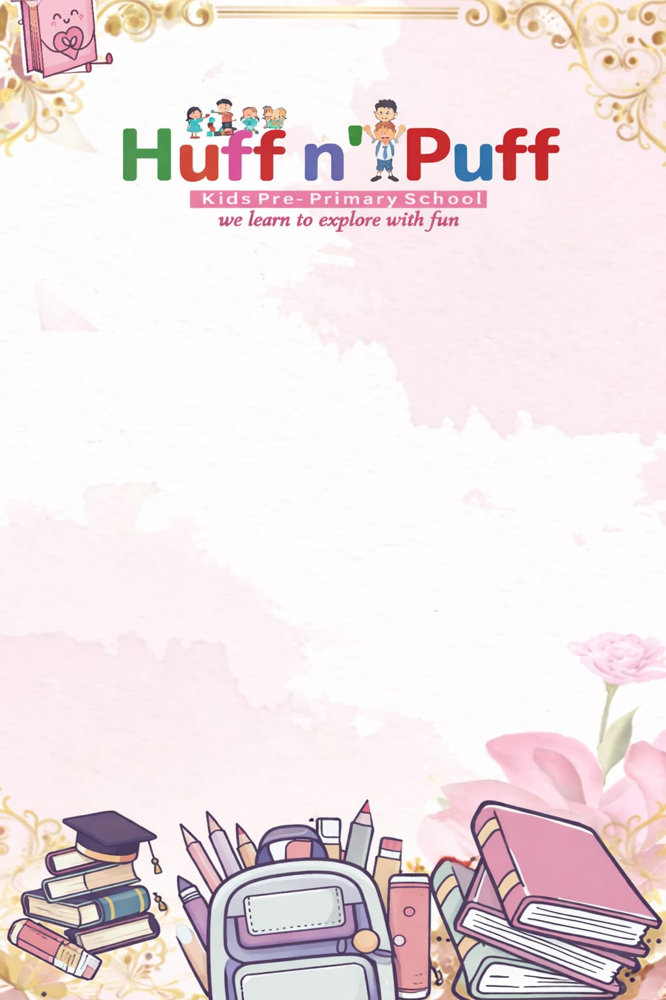 Huff n' Puff
Kids Pre-Primary School
we learn to explore with fun